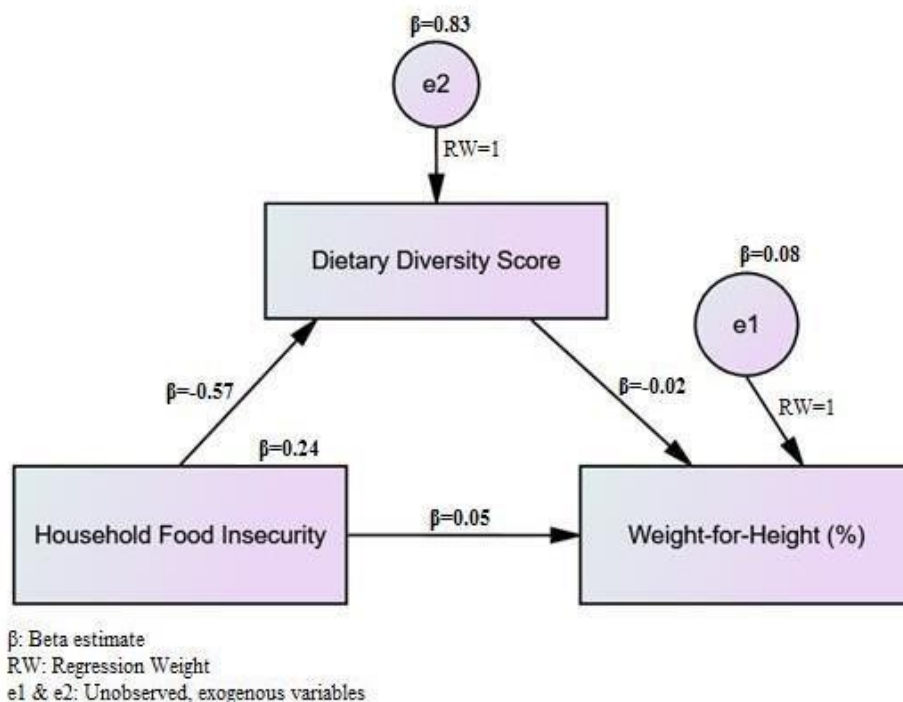 β=0.83
e2
RW=1
Dietary Diversity Score
β=0.08
e1
β=-0.57
β=-0.02
RW=1
β=0.24
Household Food Insecurity
β=0.05
Weight-for-Height (%)
β: Beta estimate
RW: Regression Weight
e1 & e2: Unobserved, exogenous variables